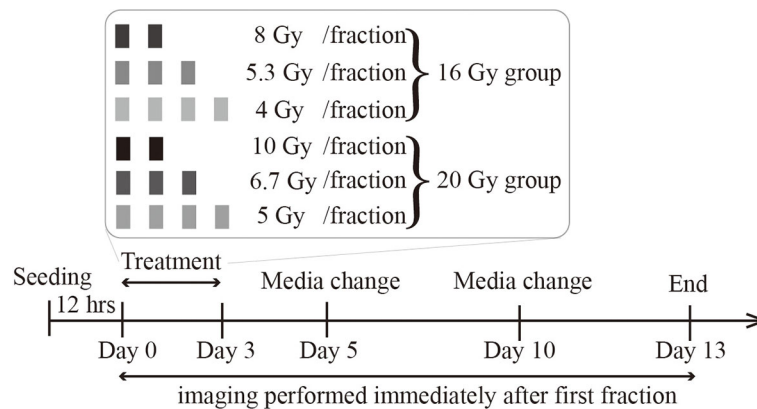 8 Gy /fraction
5.3 Gy /fraction
4 Gy /fraction
16 Gy group
10 Gy /fraction
6.7 Gy /fraction
5 Gy /fraction
20 Gy group
Seeding
12 hrs
Treatment
Media change
Media change
End
Day 0
Day 3
Day 5
Day 10
Day 13
imaging performed immediately after first fraction